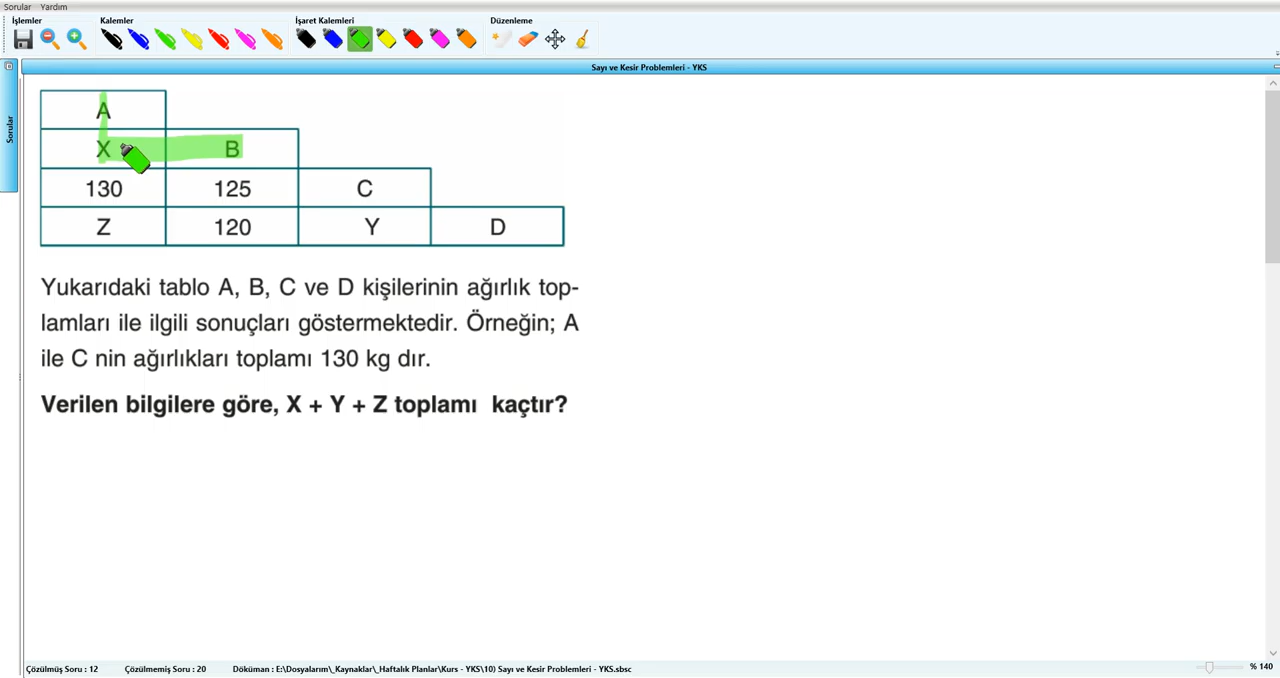 Sorular Yardım
İşlemler Kalemler İşaret Kalemleri Düzenleme
Sayı ve Kesir Problemleri - YKS
Sorular
A
X B
130 125 C
Z 120 Y D
Yukarıdaki tablo A, B, C ve D kişilerinin ağırlık top-
lamları ile ilgili sonuçları göstermektedir. Örneğin; A
ile C nin ağırlıkları toplamı 130 kg dır.
Verilen bilgilere göre, X + Y + Z toplamı kaçtır?
Çözülmüş Soru : 12 Çözülmemiş Soru : 20 Döküman : E:\Dosyalarım\_Kaynaklar\_Haftalık Planlar\Kurs - YKS\10) Sayı ve Kesir Problemleri - YKS.sbsc % 140